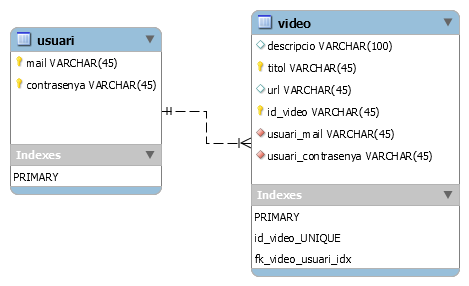 usuari
mail VARCHAR(45)
contrasenya VARCHAR(45)
Indexes
PRIMARY
video
descripcio VARCHAR(100)
titol VARCHAR(45)
url VARCHAR(45)
id_video VARCHAR(45)
usuari_mail VARCHAR(45)
usuari_contrasenya VARCHAR(45)
Indexes
PRIMARY
id_video_UNIQUE
fk_video_usuari_idx